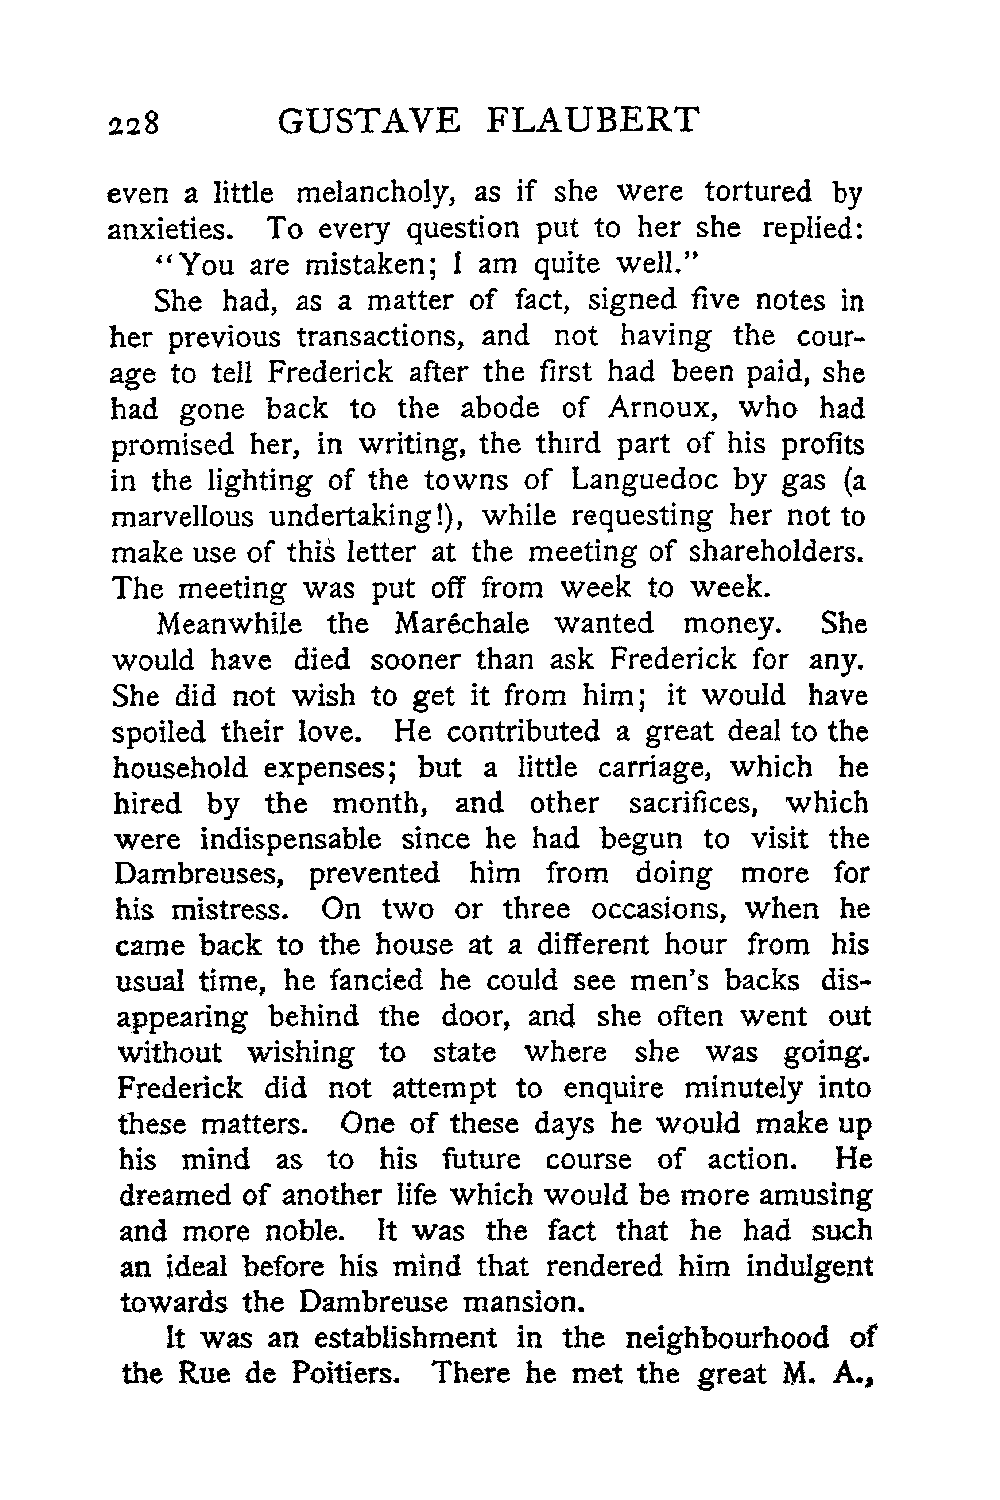 228 GUSTAVE FLAUBERT
even a little melancholy, as if she were tortured by
anxieties. To every question put to her she replied:
“You are mistaken; I am quite well.”
She had, as a matter of fact, signed five notes in
her previous transactions, and not having the cour-
age to tell Frederick after the first had been paid, she
had gone back to the abode of Arnoux, who had
promised her, in writing, the third part of his profits
in the lighting of the towns of Languedoc by gas (a
marvellous undertaking!), while requesting her not to
make use of this letter at the meeting of shareholders.
The meeting was put off from week to week.
Meanwhile the Maréchale wanted money. She
would have died sooner than ask Frederick for any.
She did not wish to get it from him; it would have
spoiled their love. He contributed a great deal to the
household expenses; but a little carriage, which he
hired by the month, and other sacrifices, which
were indispensable since he had begun to visit the
Dambreuses, prevented him from doing more for
his mistress. On two or three occasions, when he
came back to the house at a different hour from his
usual time, he fancied he could see men’s backs dis-
appearing behind the door, and she often went out
without wishing to state where she was going.
Frederick did not attempt to enquire minutely into
these matters. One of these days he would make up
his mind as to his future course of action. He
dreamed of another life which would be more amusing
and more noble. It was the fact that he had such
an ideal before his mind that rendered him indulgent
towards the Dambreuse mansion.
It was an establishment in the neighbourhood of
the Rue de Poitiers. There he met the great M. A.,